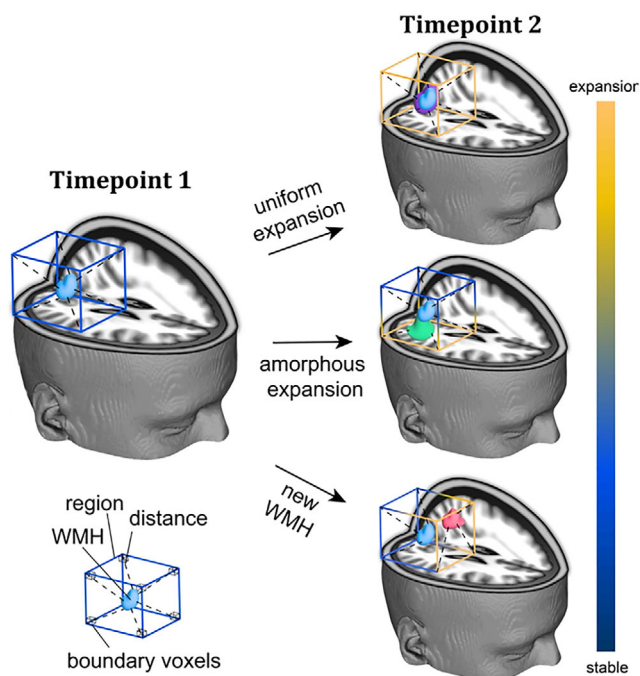 Timepoint 2
expansion
Timepoint 1
uniform
expansion
amorphous
expansion
new
WMH
region
distance
WMH
boundary voxels
stable